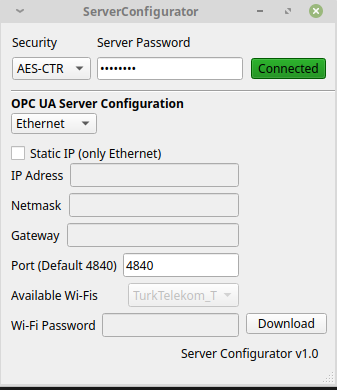 ServerConfigurator
Security Server Password
AES-CTR •••••••• Connected
OPC UA Server Configuration
Ethernet
Static IP (only Ethernet)
IP Adress
Netmask
Gateway
Port (Default 4840) 4840
Available Wi-Fis TurkTelekom_T
Wi-Fi Password Download
Server Configurator v1.0